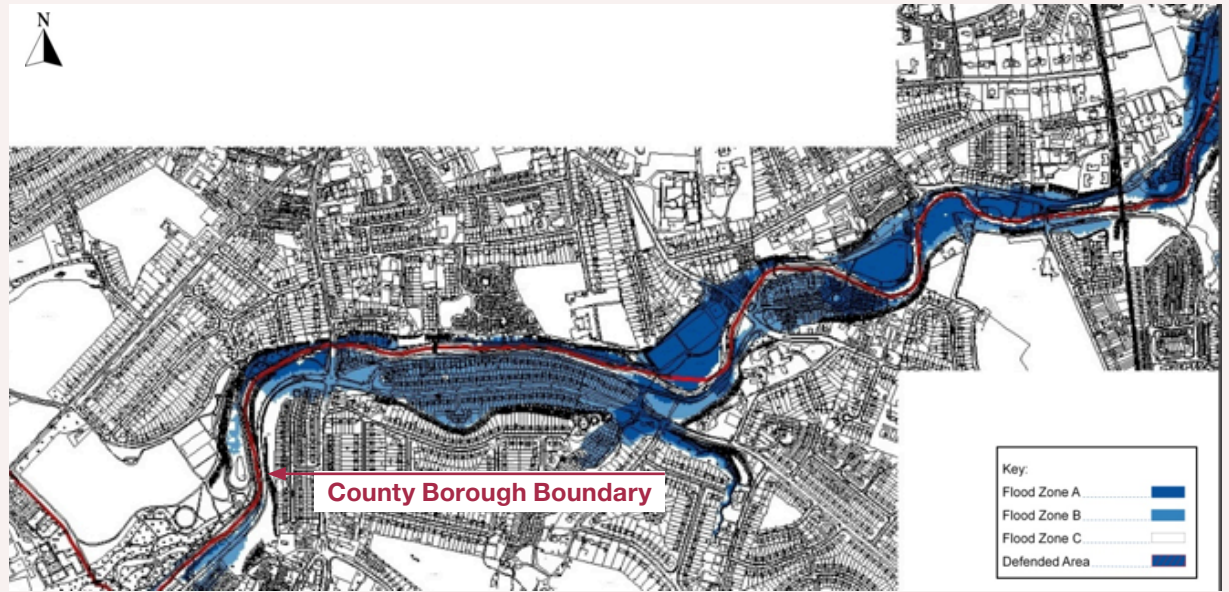 N
County Borough Boundary
Key:
Flood Zone A
Flood Zone B
Flood Zone C
Defended Area